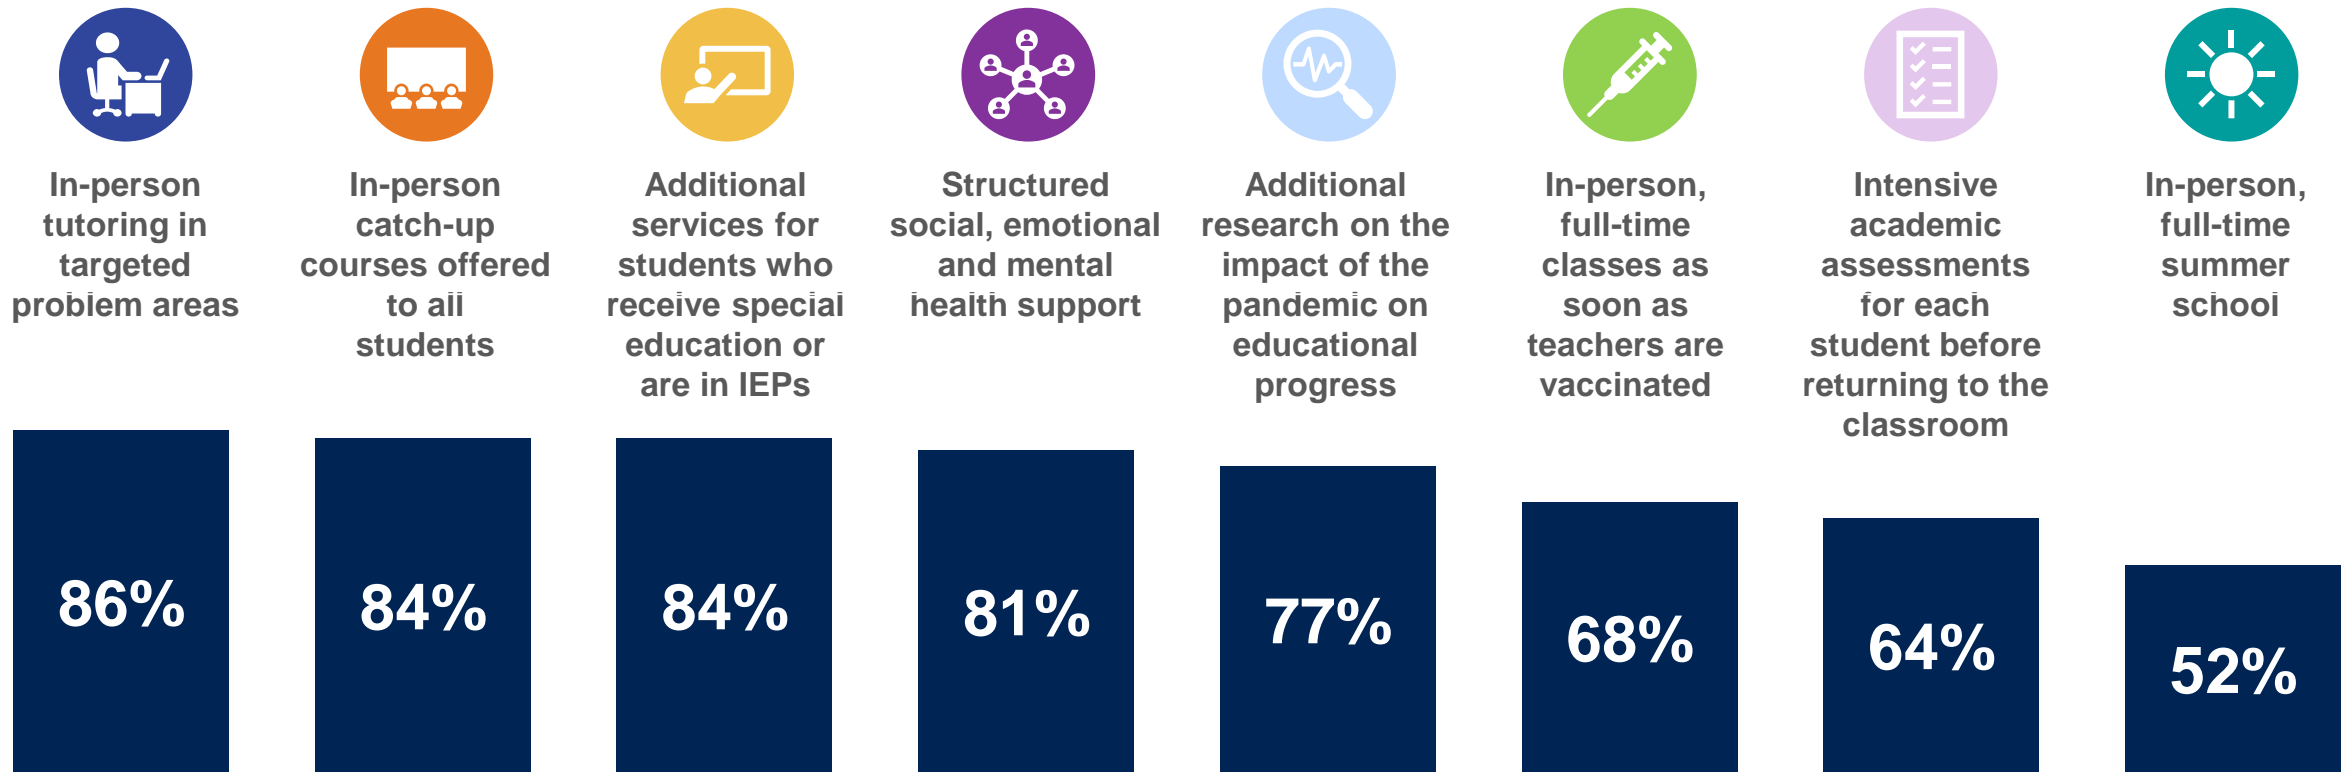 In-person
tutoring in
targeted
problem areas
In-person
catch-up
courses offered
to all
students
Additional
services for
students who
receive special
education or
are in IEPs
Structured
social, emotional
and mental
health support
Additional
research on the
impact of the
pandemic on
educational
progress
In-person,
full-time
classes as
soon as
teachers are
vaccinated
Intensive
academic
assessments
for each
student before
returning to the
classroom
In-person,
full-time
summer
school
86%
84%
84%
81%
77%
68%
64%
52%